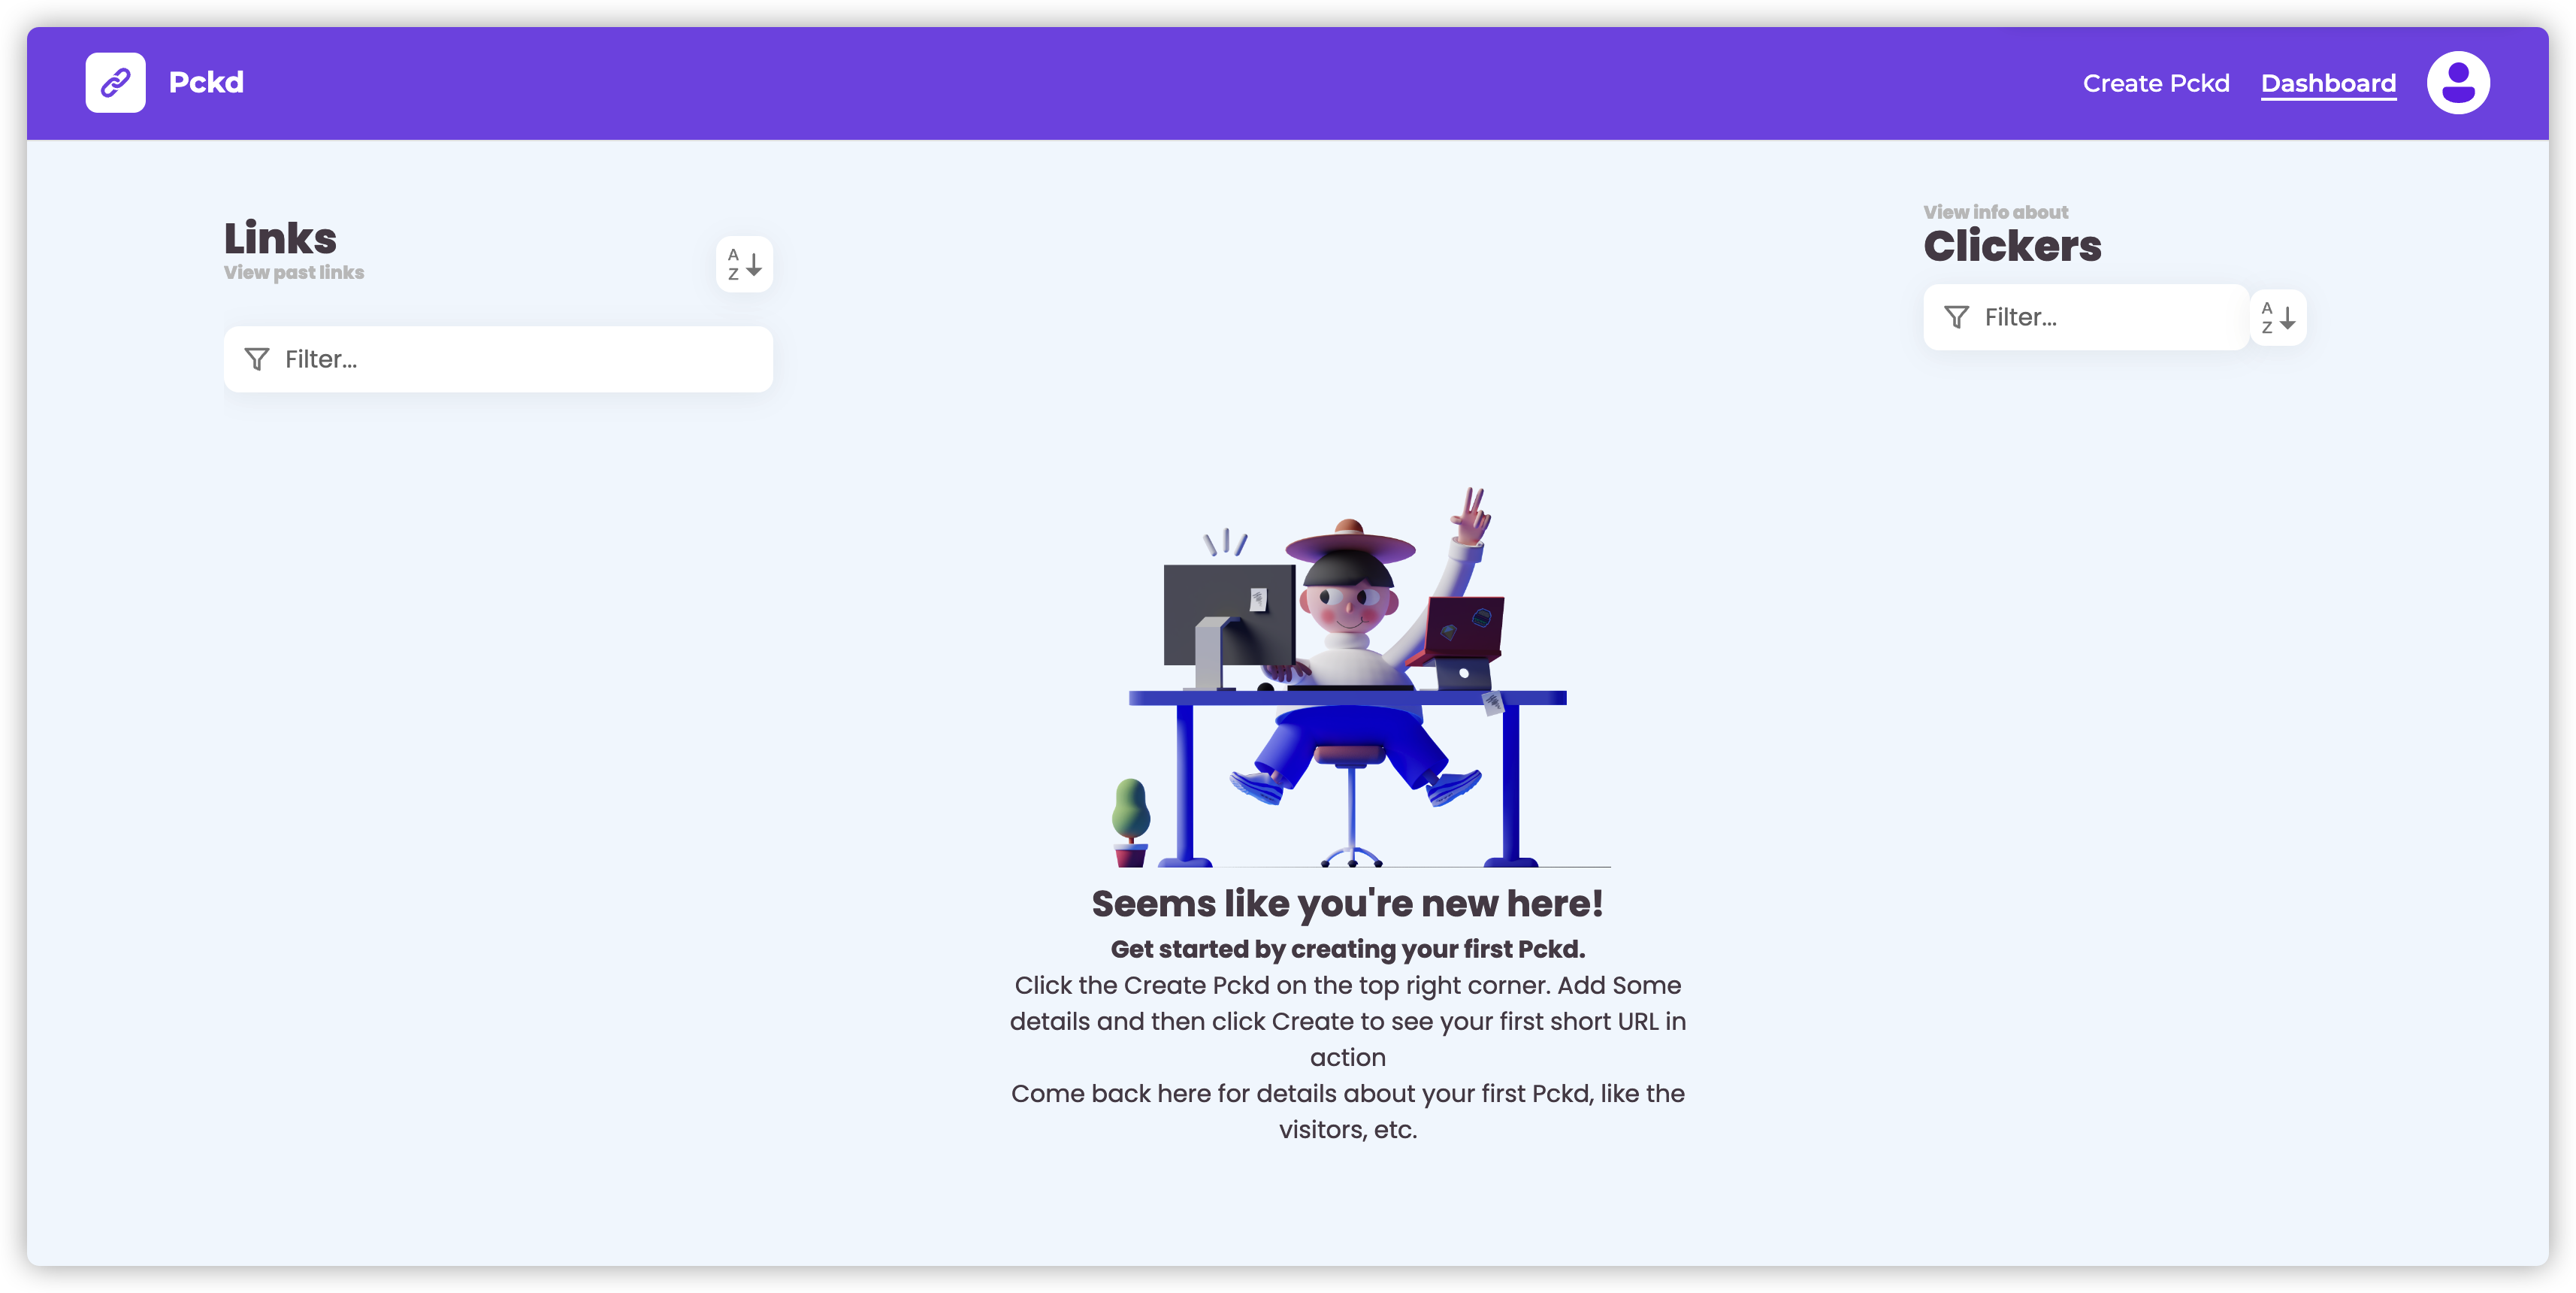 Pckd
Create Pckd
Dashboard
Links
View past links
A
Z
Filter...
View info about
Clickers
Filter...
A
Z
Seems like you're new here!
Get started by creating your first Pckd.
Click the Create Pckd on the top right corner. Add Some
details and then click Create to see your first short URL in
action
Come back here for details about your first Pckd, like the
visitors, etc.